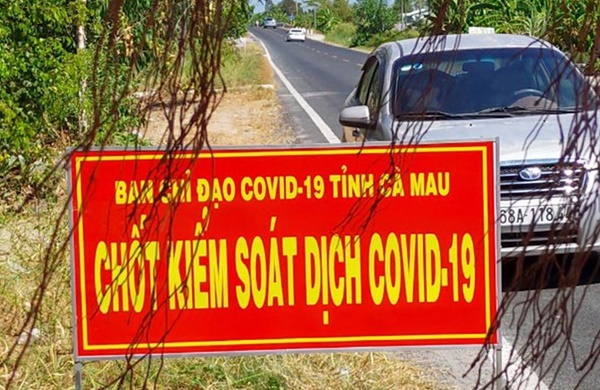 BAN CHỈ ĐẠO COVID-19 TỈNH CÀ MAU
CHỐT KIỂM SOÁT DỊCH COVID-19